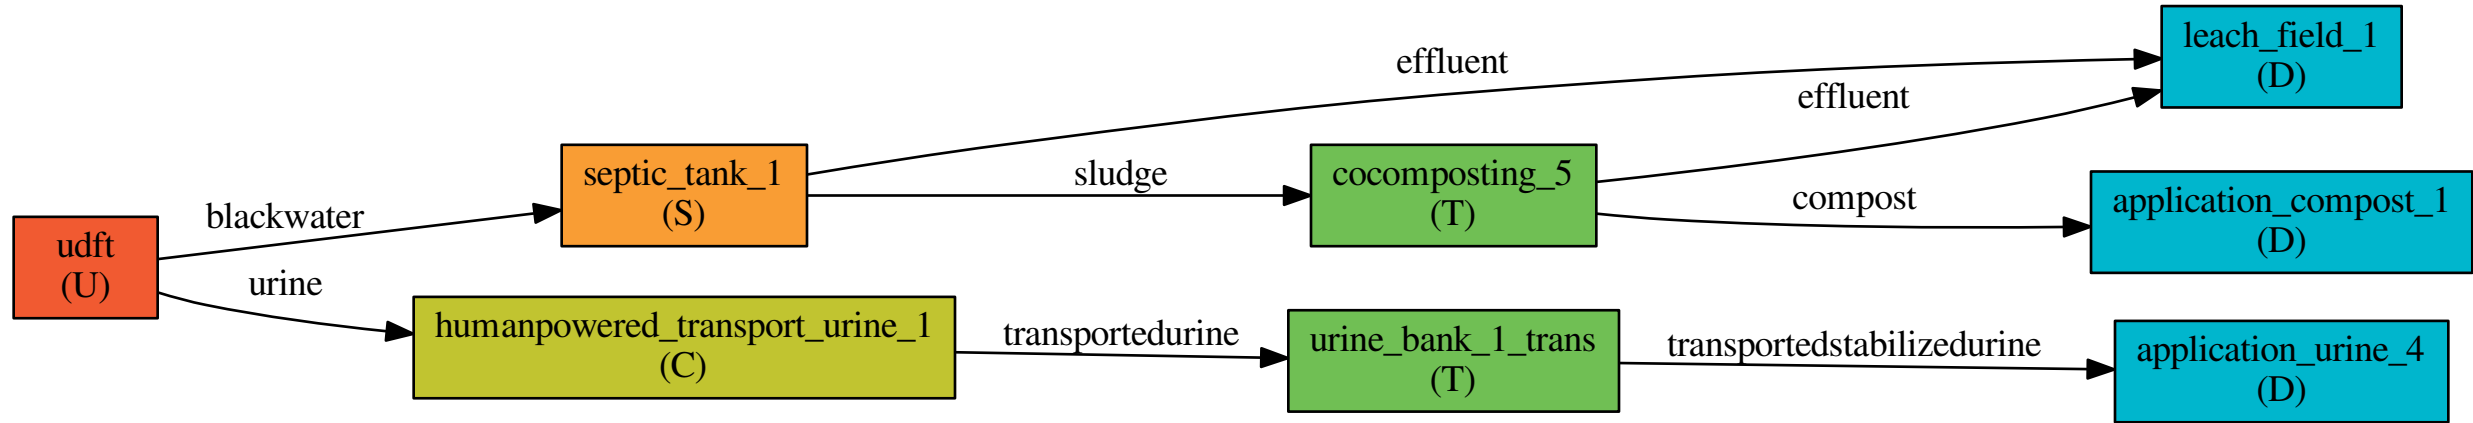 udft
(U)
blackwater
urine
septic_tank_1
(S)
humanpowered_transport_urine_1
(C)
effluent
sludge
transportedurine
cocomposting_5
(T)
urine_bank_1_trans
(T)
effluent
compost
transportedstabilizedurine
leach_field_1
(D)
application_compost_1
(D)
application_urine_4
(D)